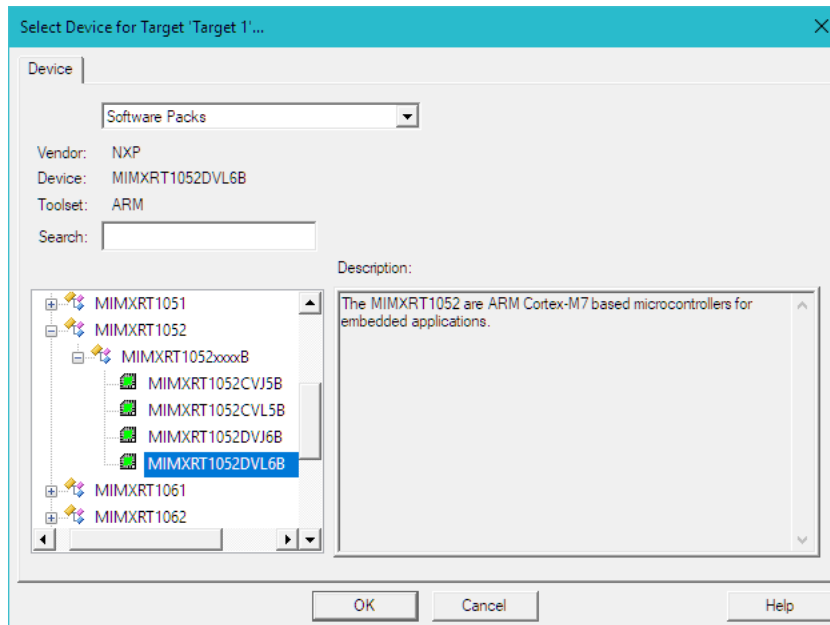 Select Device for Target 'Target 1'...
Device
Software Packs
Vendor: NXP
Device: MIMXRT1052DVL6B
Toolset: ARM
Search:
Description:
MIMXRT1051
MIMXRT1052
MIMXRT1052xxxxB
MIMXRT1052CVJ5B
MIMXRT1052CVL5B
MIMXRT1052DVJ6B
MIMXRT1052DVL6B
MIMXRT1061
MIMXRT1062
The MIMXRT1052 are ARM Cortex-M7 based microcontrollers for
embedded applications.
OK Cancel Help